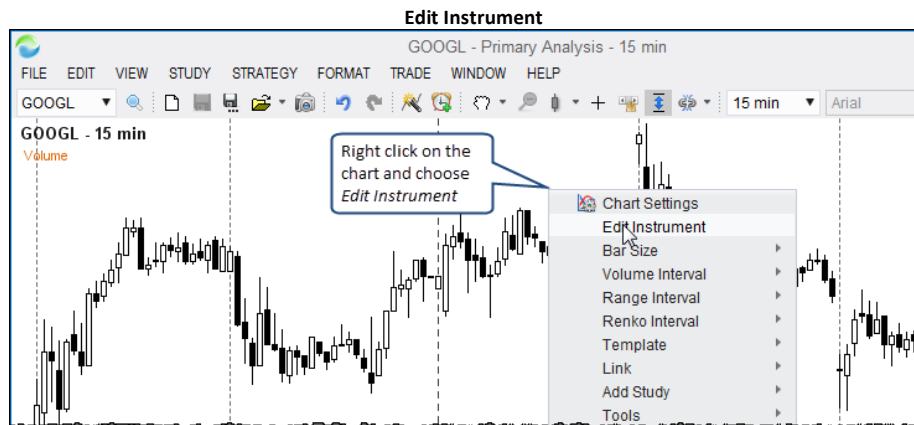 Edit Instrument
GOOGL - Primary Analysis - 15 min
FILE EDIT VIEW STUDY STRATEGY FORMAT TRADE WINDOW HELP
GOOGL 15 min Arial
GOOGL - 15 min
Volume
Right click on the
chart and choose
Edit Instrument
Chart Settings
Edit Instrument
Bar Size
Volume Interval
Range Interval
Renko Interval
Template
Link
Add Study
Tools